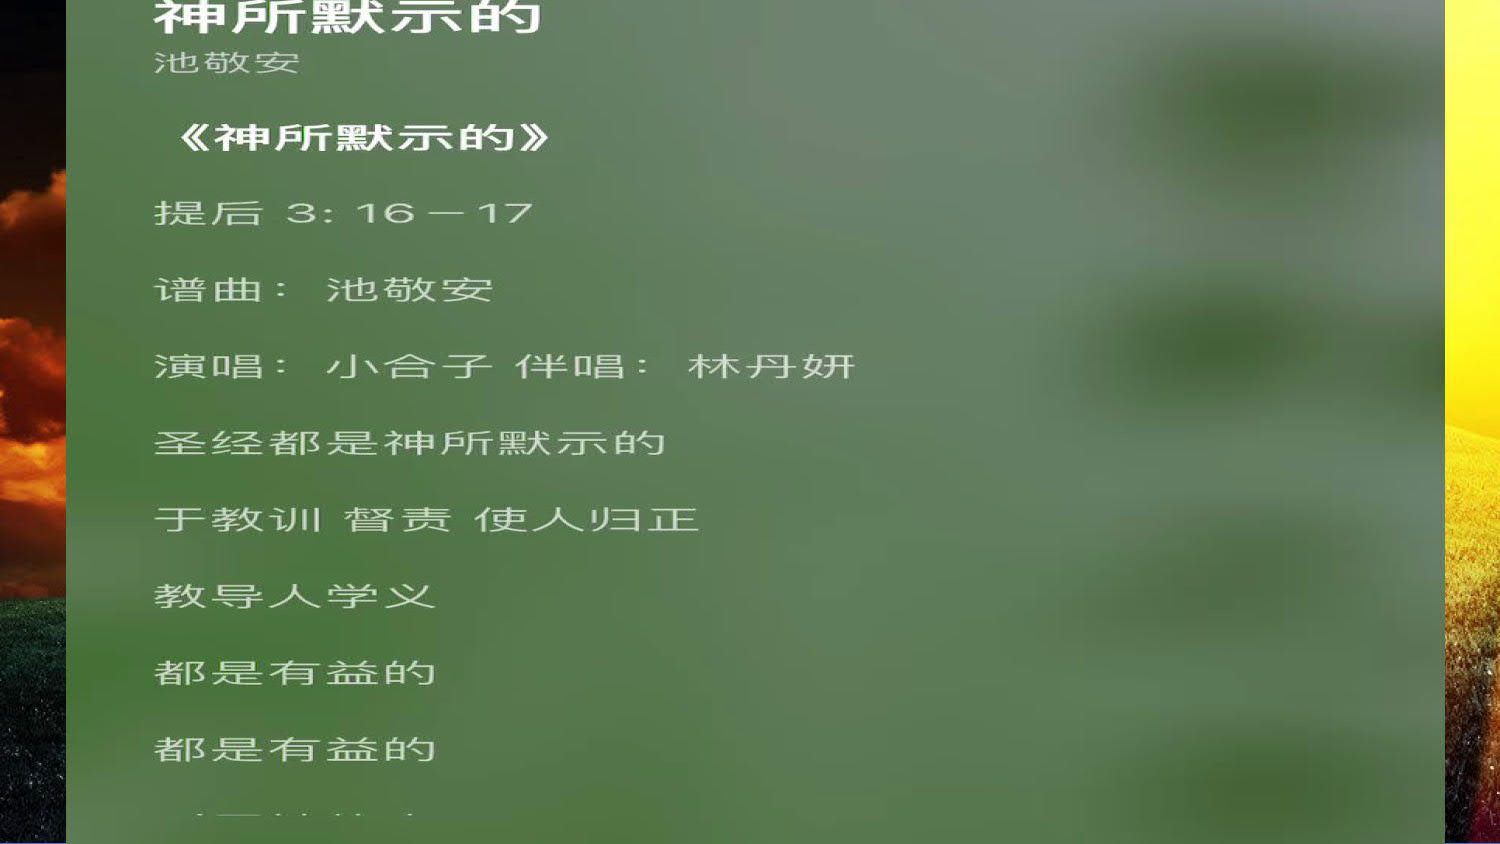 神所默示的
池敬安
《神所默示的》
提后 3: 16－17
谱曲： 池敬安
演唱： 小合子 伴唱： 林丹妍
圣经都是神所默示的
于教训 督责 使人归正
教导人学义
都是有益的
都是有益的